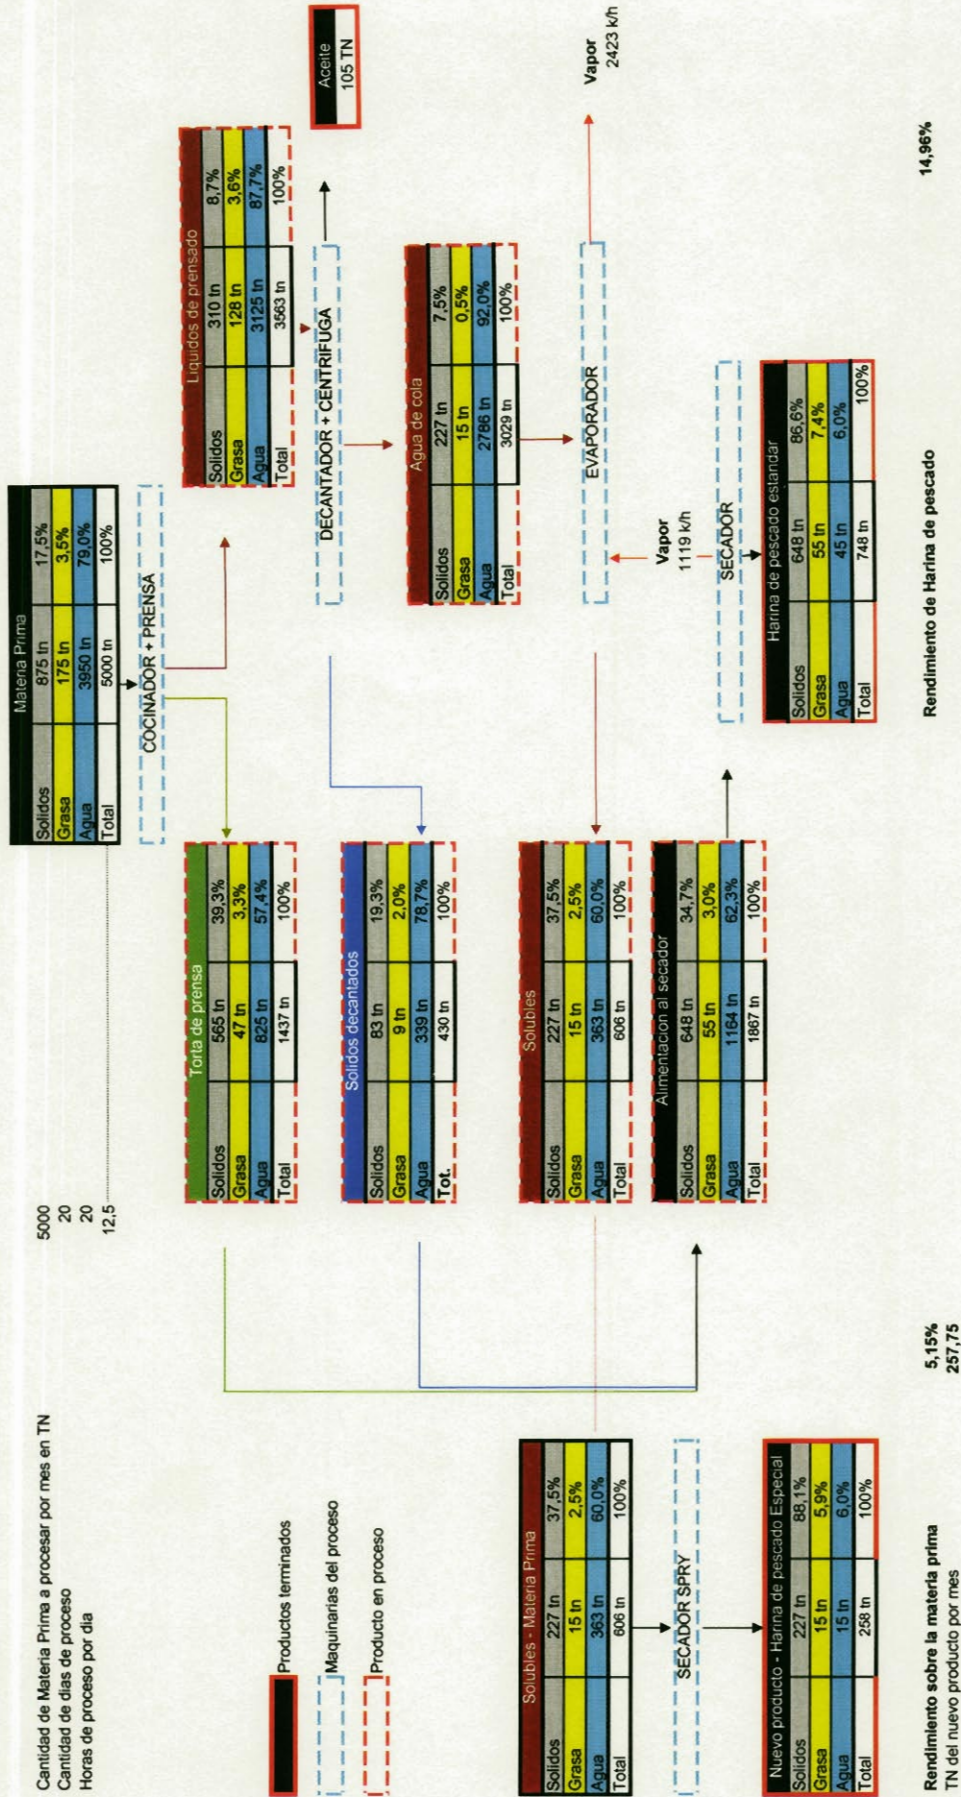 Cantidad de Materia Prima a procesar por mes en TN 5000
Cantidad de dias de proceso 20
Horas de proceso por dia 20
12,5
Materia Prima
Solidos 875 tn 17,5%
Grasa 175 tn 3,5%
Agua 3950 tn 79,0%
Total 5000 tn 100%
COCINADOR + PRENSA
Productos terminados
Maquinarias del proceso
Producto en proceso
Torta de prensa
Solidos 565 tn 39,3%
Grasa 47 tn 3,3%
Agua 825 tn 57,4%
Total 1437 tn 100%
Liquidos de prensado
Solidos 310 tn 8,7%
Grasa 128 tn 3,6%
Agua 3125 tn 87,7%
Total 3563 tn 100%
DECANTADOR + CENTRIFUGA
Aceite
105 TN
Solidos decantados
Solidos 83 tn 19,3%
Grasa 9 tn 2,0%
Agua 339 tn 78,7%
Tot. 430 tn 100%
Agua de cola
Solidos 227 tn 7,5%
Grasa 15 tn 0,5%
Agua 2786 tn 92,0%
Total 3029 tn 100%
Solubles - Materia Prima
Solidos 227 tn 37,5%
Grasa 15 tn 2,5%
Agua 363 tn 60,0%
Total 606 tn 100%
Solubles
Solidos 227 tn 37,5%
Grasa 15 tn 2,5%
Agua 363 tn 60,0%
Total 606 tn 100%
EVAPORADOR
Vapor
2423 k/h
Vapor
1119 k/h
SECADOR SPRY
Alimentacion al secador
Solidos 648 tn 34,7%
Grasa 55 tn 3,0%
Agua 1164 tn 62,3%
Total 1867 tn 100%
SECADOR
Nuevo producto - Harina de pescado Especial
Solidos 227 tn 88,1%
Grasa 15 tn 5,9%
Agua 15 tn 6,0%
Total 258 tn 100%
Harina de pescado estandar
Solidos 648 tn 86,6%
Grasa 55 tn 7,4%
Agua 45 tn 6,0%
Total 748 tn 100%
Rendimiento sobre la materia prima 5,15%
TN del nuevo producto por mes 257,75
Rendimiento de Harina de pescado 14,96%